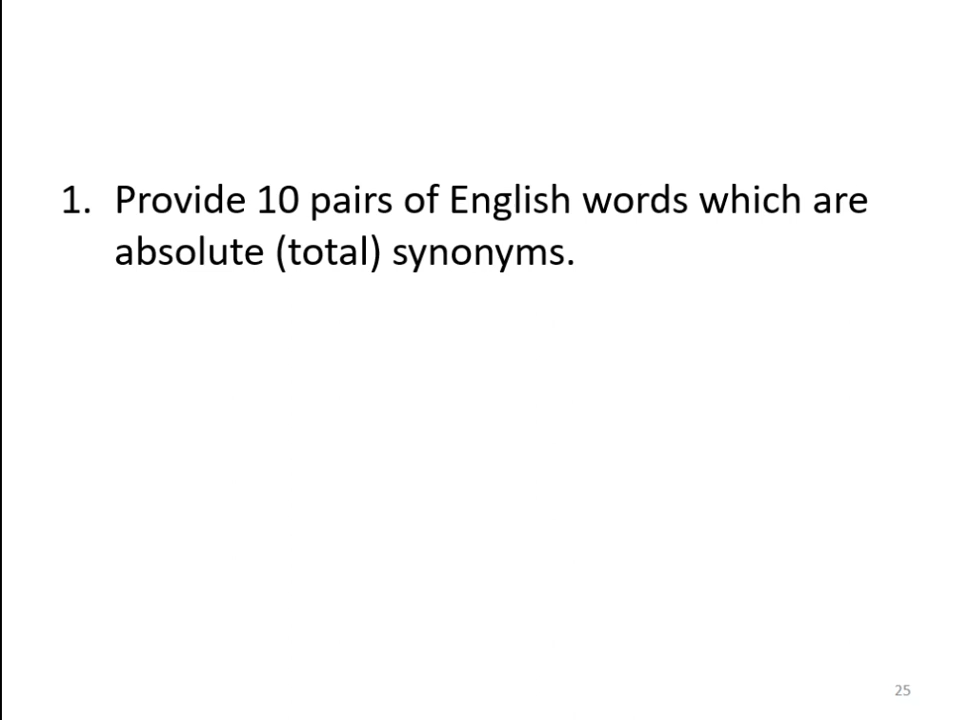 1. Provide 10 pairs of English words which are
absolute (total) synonyms.
25